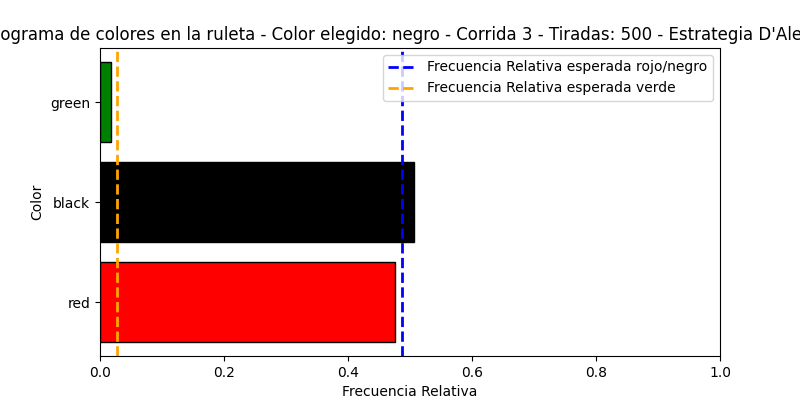 ograma de colores en la ruleta - Color elegido: negro - Corrida 3 - Tiradas: 500 - Estrategia D'Ale
Frecuencia Relativa esperada rojo/negro
Frecuencia Relativa esperada verde
green
black
red
Color
0.0 0.2 0.4 0.6 0.8 1.0
Frecuencia Relativa